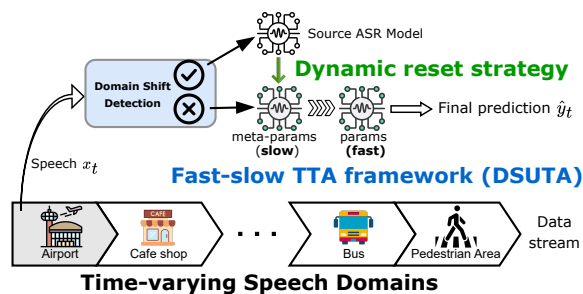 Source ASR Model
Domain Shift
Detection
Dynamic reset strategy
meta-params
(slow)
params
(fast)
Final prediction ŷt
Speech xt
Fast-slow TTA framework (DSUTA)
CAFE
Airport
Cafe shop
. . .
Bus
Pedestrian Area
Data
stream
Time-varying Speech Domains